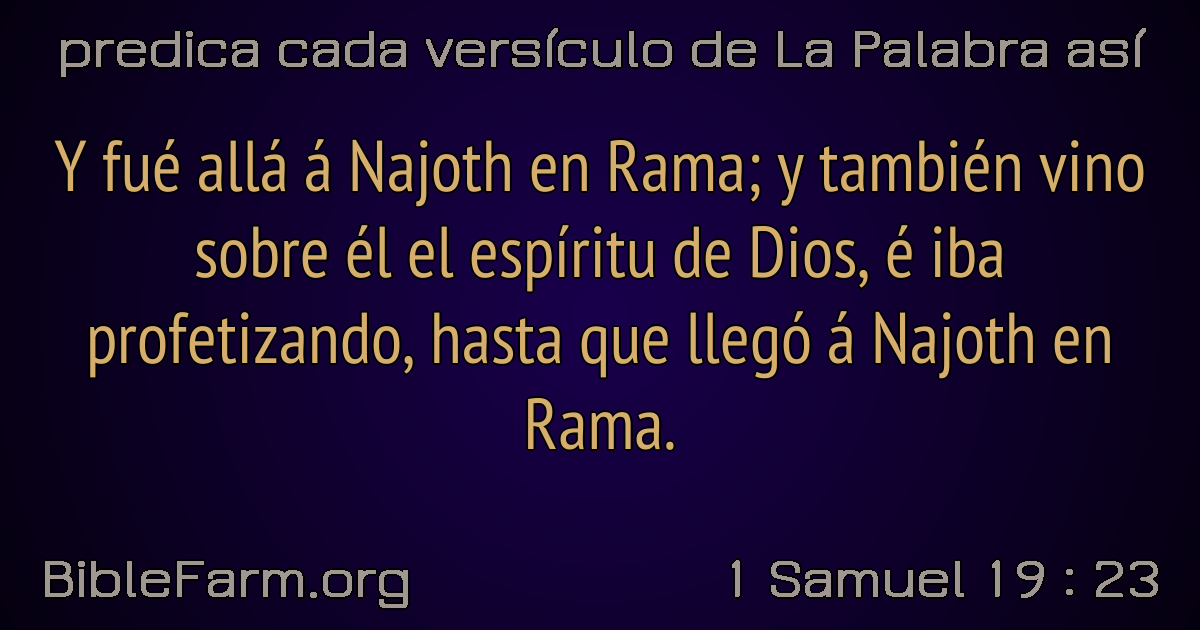 predica cada versículo de La Palabra así
Y fué allá á Najoth en Rama; y también vino
sobre él el espíritu de Dios, é iba
profetizando, hasta que llegó á Najoth en
Rama.
BibleFarm.org
1 Samuel 19 : 23